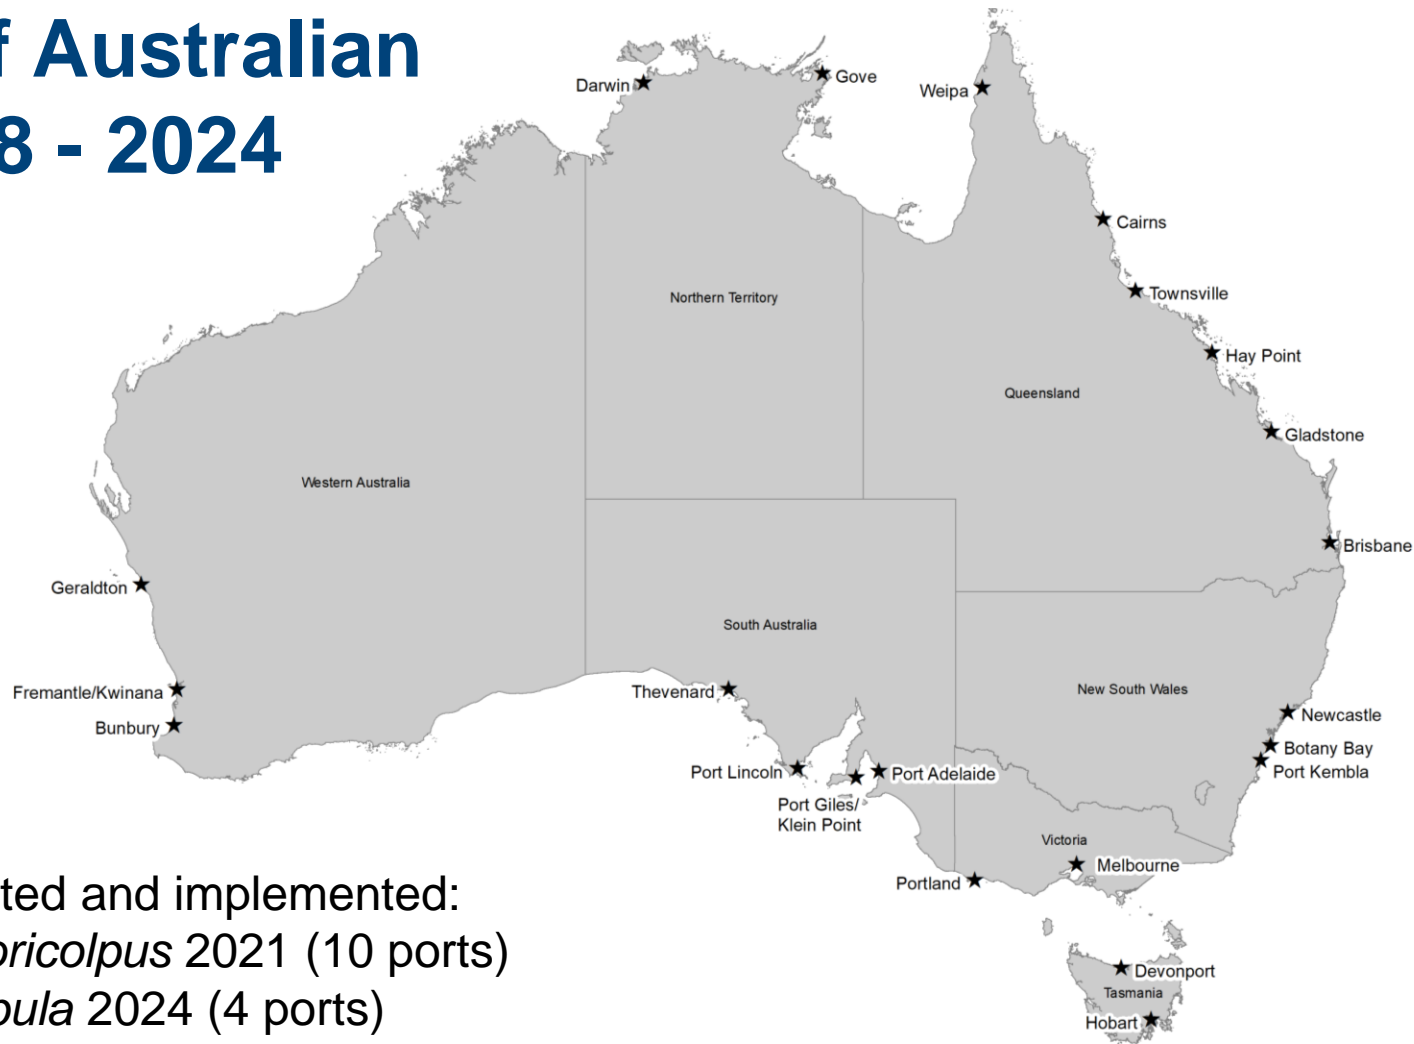 f Australian
8 - 2024
Darwin
Gove
Weipa
Cairns
Northern Territory
Townsville
Hay Point
Queensland
Gladstone
Western Australia
Brisbane
Geraldton
South Australia
Fremantle/Kwinana
Thevenard
New South Wales
Newcastle
Bunbury
Botany Bay
Port Lincoln
Port Adelaide
Port Kembla
Port Giles/
Klein Point
Victoria
Melbourne
Portland
ted and implemented:
oricolpus 2021 (10 ports)
Devonport
Tasmania
bula 2024 (4 ports)
Hobart